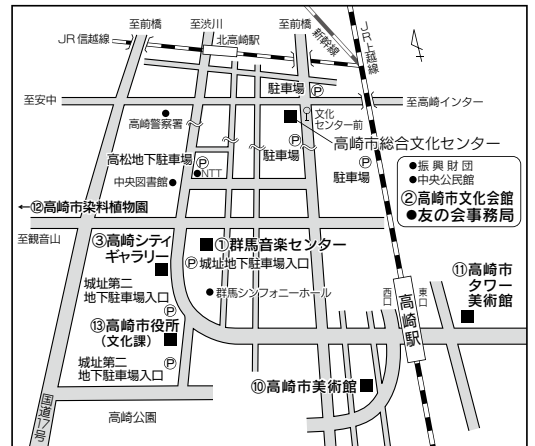 至前橋
至渋川
至前橋
新幹線
JR上越線
JR信越線
北高崎駅
駐車場
Ⓟ
至安中
至高崎インター
高崎警察署
文化
センター前
Ⓟ
高崎市総合文化センター
高松地下駐車場
Ⓟ
駐車場
Ⓟ
駐車場
NTT
中央図書館
●振興財団
●中央公民館
②高崎市文化会館
●友の会事務局
←⑫高崎市染料植物園
至観音山
③高崎シティ
ギャラリー
①群馬音楽センター
Ⓟ城址地下駐車場入口
城址第二
地下駐車場入口
Ⓟ
群馬シンフォニーホール
西口
高崎駅
東口
⑪高崎市
タワー
美術館
⑬高崎市役所
(文化課)
城址第二
地下駐車場入口
Ⓟ
⑩高崎市美術館
国道17号
高崎公園